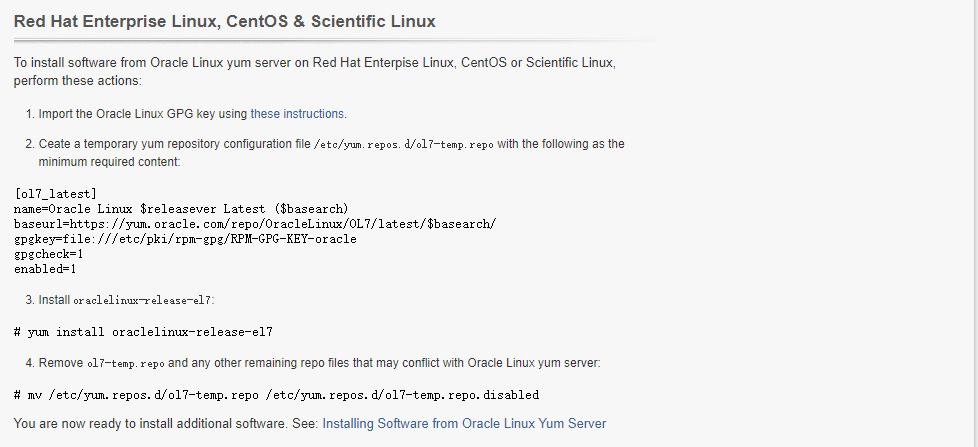 Red Hat Enterprise Linux, CentOS & Scientific Linux
To install software from Oracle Linux yum server on Red Hat Enterpise Linux, CentOS or Scientific Linux,
perform these actions:
1. Import the Oracle Linux GPG key using these instructions.
2. Ceate a temporary yum repository configuration file /etc/yum.repos.d/ol7-temp.repo with the following as the
minimum required content:
[ol7_latest]
name=Oracle Linux $releasever Latest ($basearch)
baseurl=https://yum.oracle.com/repo/OracleLinux/OL7/latest/$basearch/
gpgkey=file:///etc/pki/rpm-gpg/RPM-GPG-KEY-oracle
gpgcheck=1
enabled=1
3. Install oraclelinux-release-el7:
# yum install oraclelinux-release-el7
4. Remove ol7-temp.repo and any other remaining repo files that may conflict with Oracle Linux yum server:
# mv /etc/yum.repos.d/ol7-temp.repo /etc/yum.repos.d/ol7-temp.repo.disabled
You are now ready to install additional software. See: Installing Software from Oracle Linux Yum Server